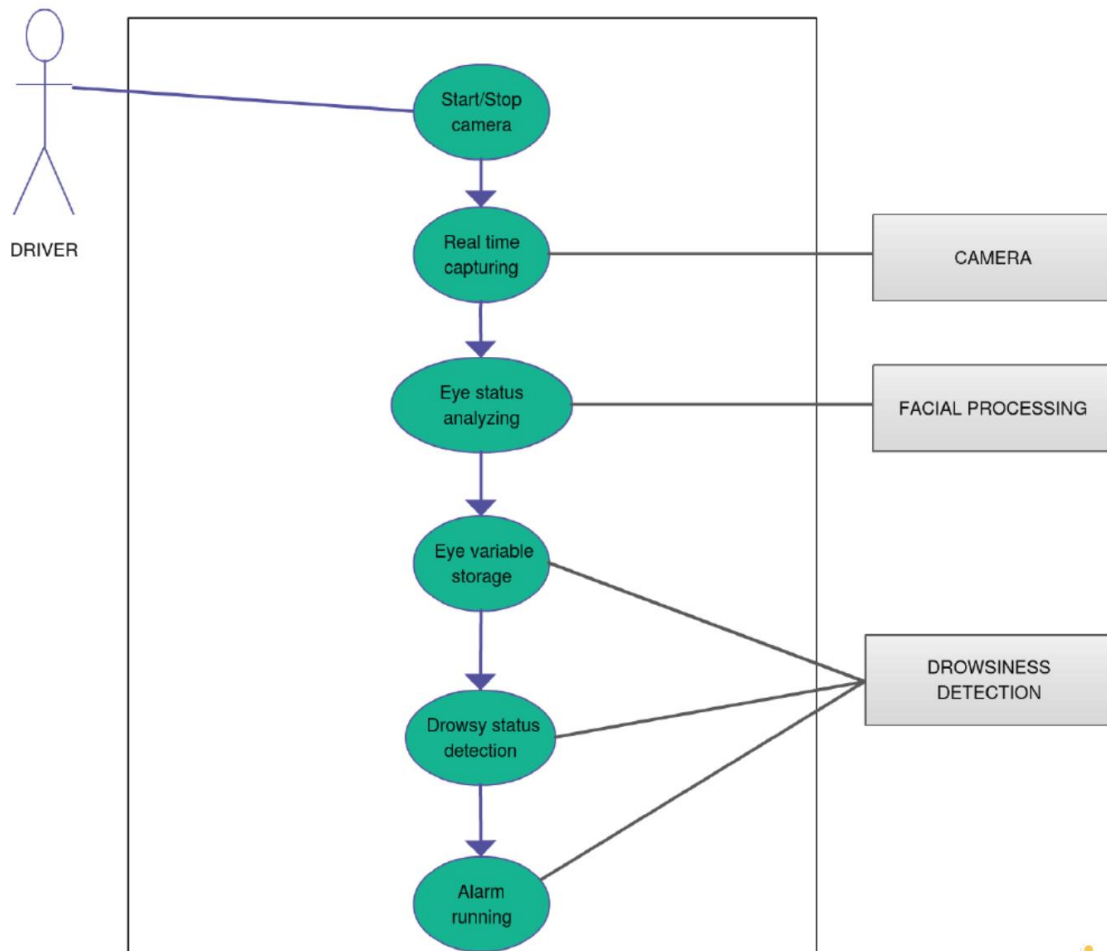 Start/Stop
camera
DRIVER
Real time
capturing
CAMERA
Eye status
analyzing
FACIAL PROCESSING
Eye variable
storage
DROWSINESS
DETECTION
Drowsy status
detection
Alarm
running